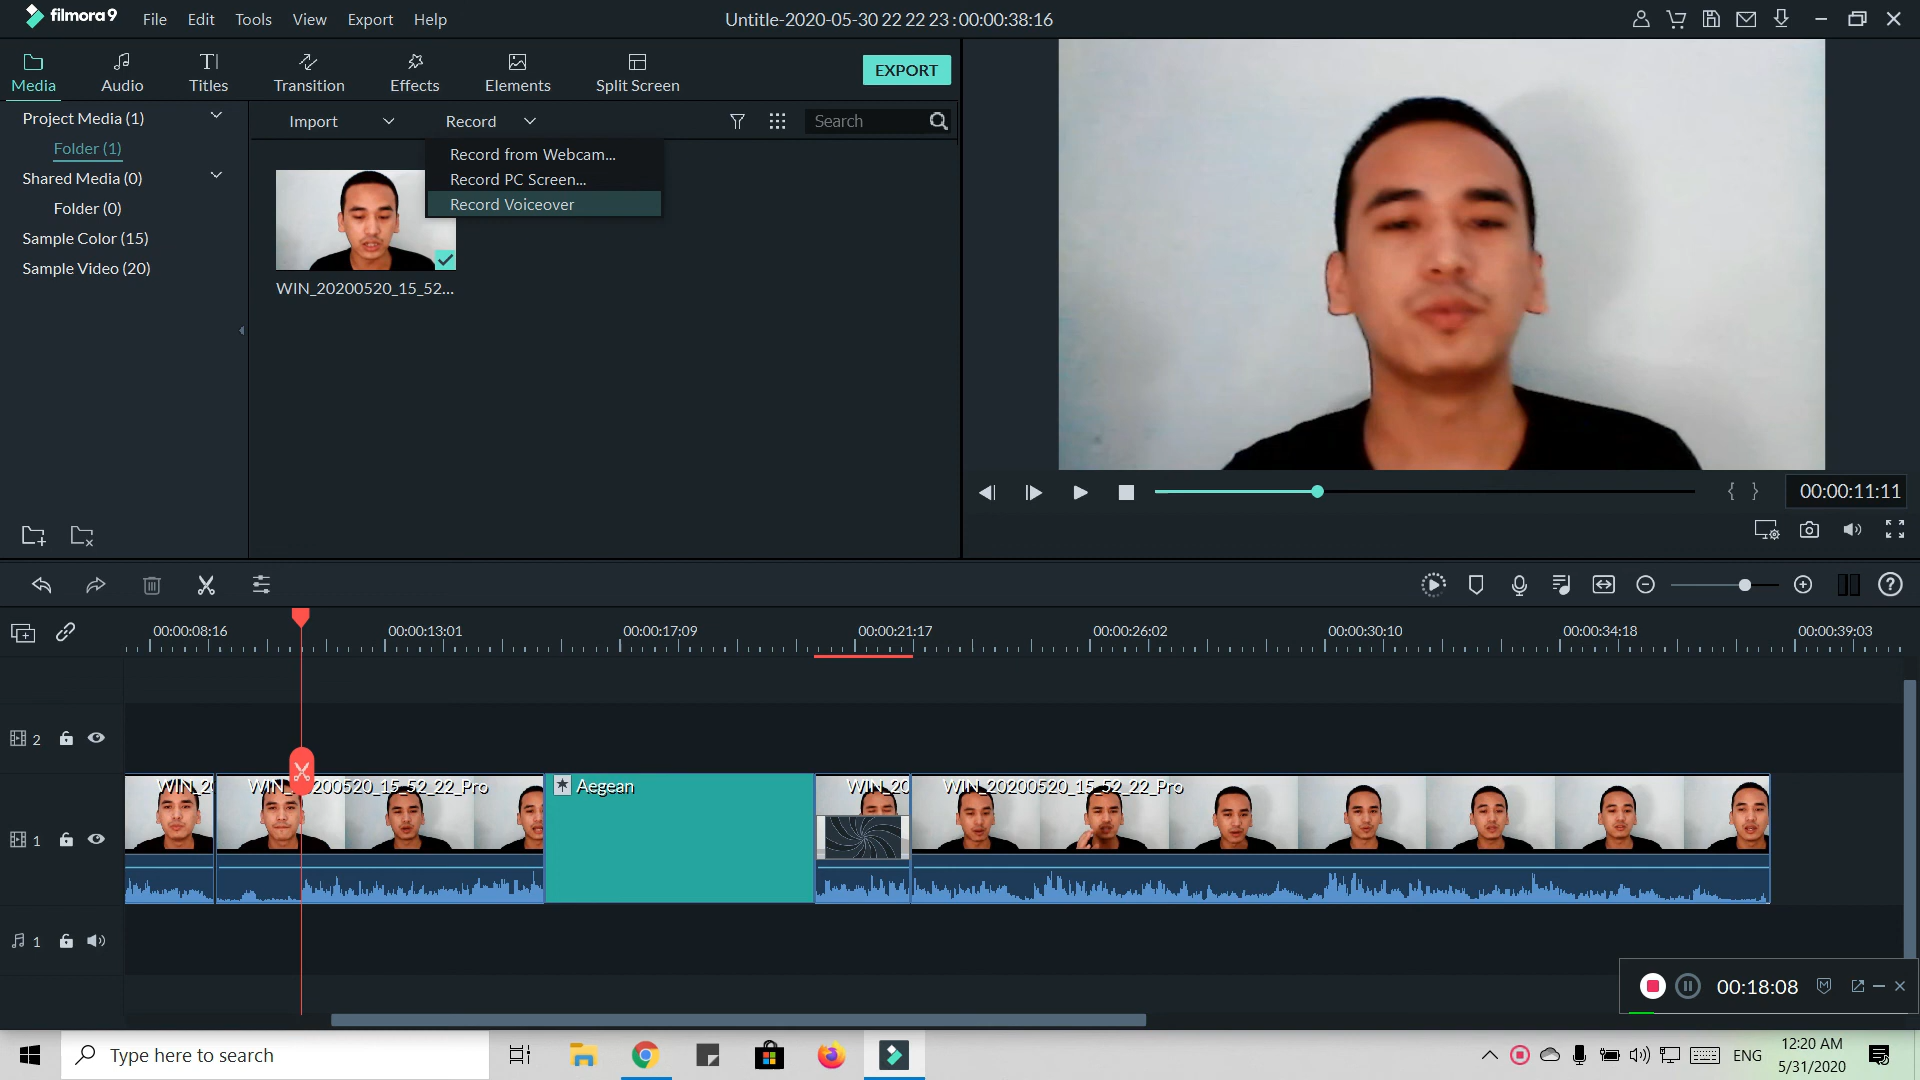 filmora9 File Edit Tools View Export Help Untitle-2020-05-30 22 22 23 : 00:00:38:16
Media Audio Titles Transition Effects Elements Split Screen EXPORT
Project Media (1)
Folder (1)
Shared Media (0)
Folder (0)
Sample Color (15)
Sample Video (20)
Import Record Search
Record from Webcam...
Record PC Screen...
Record Voiceover
WIN_20200520_15_52...
{ } 00:00:11:11
00:00:08:16 00:00:13:01 00:00:17:09 00:00:21:17 00:00:26:02 00:00:30:10 00:00:34:18 00:00:39:03
2
WIN_20 200520_15_52_22_Pro Aegean WIN_20 WIN_20200520_15_52_22_Pro
1
1
00:18:08
Type here to search ENG 12:20 AM
5/31/2020